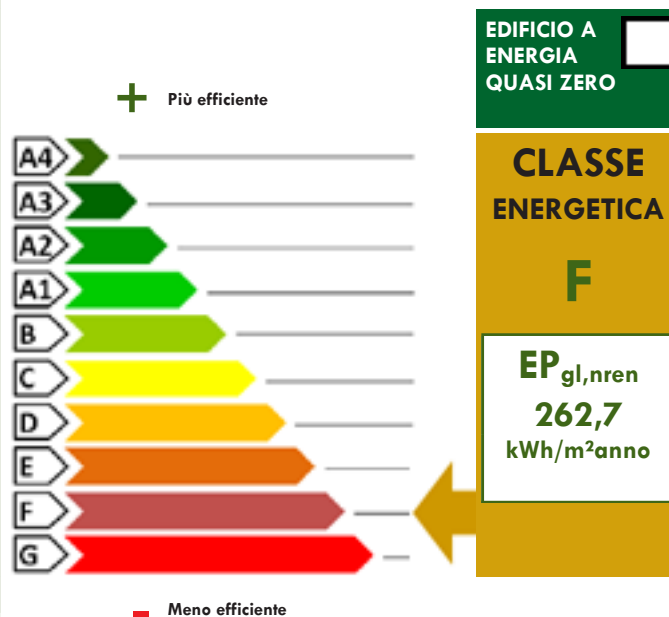 EDIFICIO A
ENERGIA
QUASI ZERO
+ Più efficiente
A4
A3
A2
A1
B
C
D
E
F
G
- Meno efficiente
CLASSE
ENERGETICA
F
EPgl,nren
262,7
kWh/m²anno